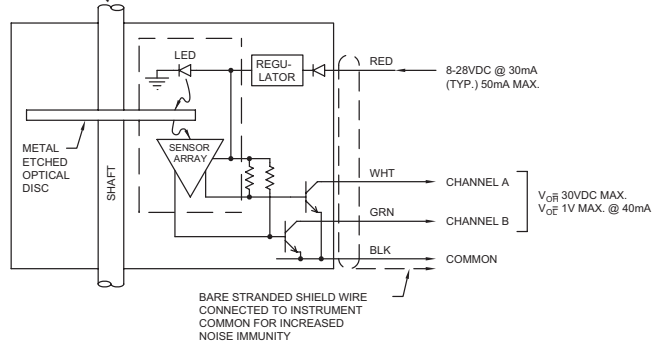 LED
REGU-
LATOR
RED
8-28VDC @ 30mA
(TYP.) 50mA MAX.
METAL
ETCHED
OPTICAL
DISC
SHAFT
SENSOR
ARRAY
WHT
CHANNEL A
GRN
CHANNEL B
BLK
COMMON
VOH= 30VDC MAX.
VOL= 1V MAX. @ 40mA
BARE STRANDED SHIELD WIRE
CONNECTED TO INSTRUMENT
COMMON FOR INCREASED
NOISE IMMUNITY